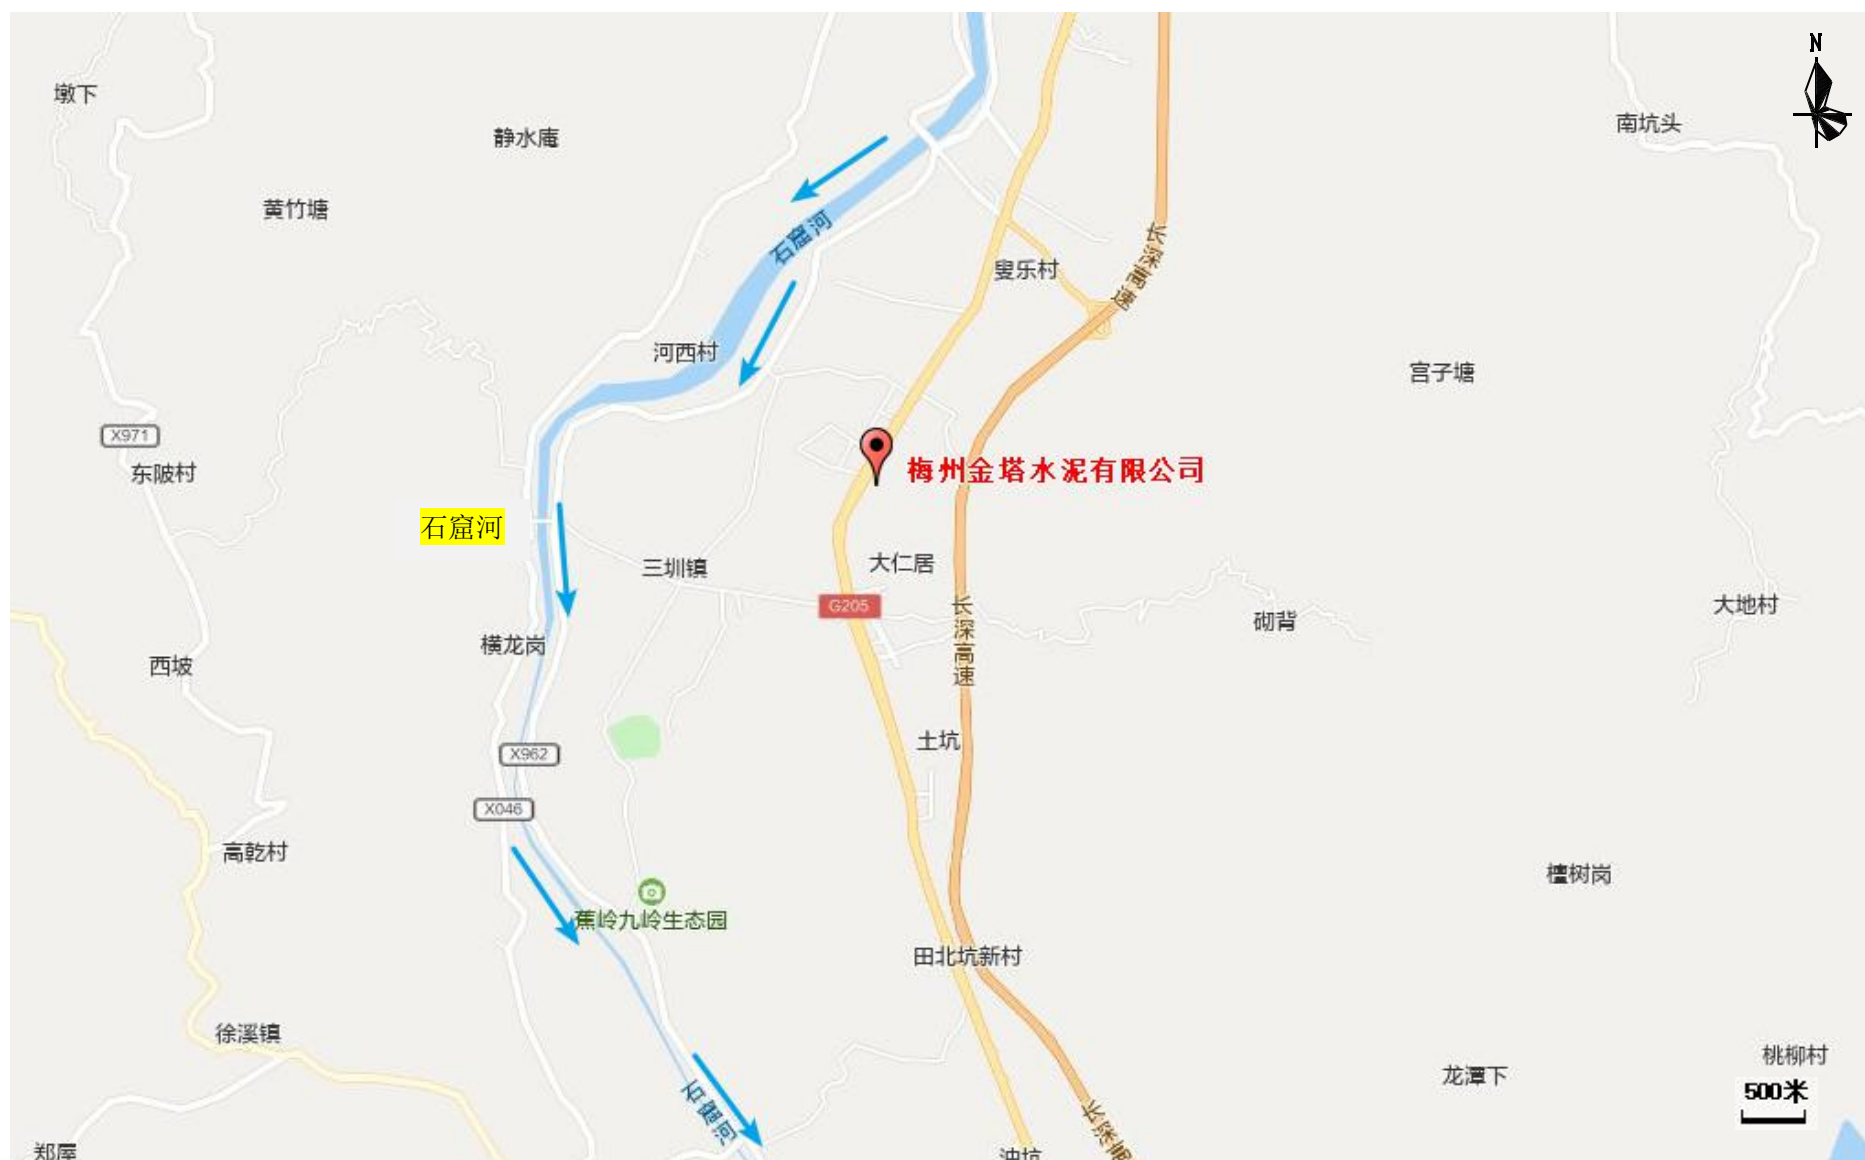 N
墩下
南坑头
静水庵
黄竹塘
石窟河
长深高速
叟乐村
河西村
宫子塘
X971
东陂村
梅州金塔水泥有限公司
石窟河
三圳镇
大仁居
G205
长深高速
砌背
大地村
横龙岗
西坡
土坑
X962
X046
高乾村
檀树岗
蕉岭九岭生态园
田北坑新村
徐溪镇
桃柳村
龙潭下
500米
石窟河
郑屋